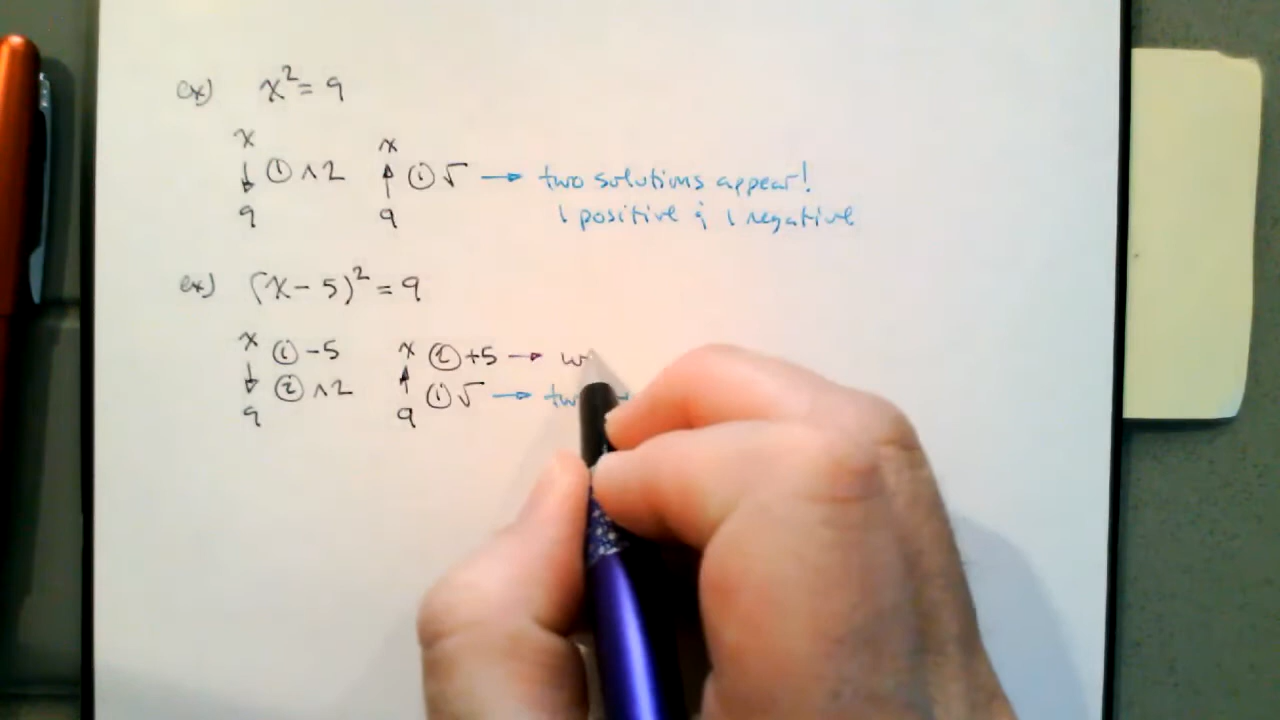 ex) x² = 9
x x
① ^2 ① √ → two solutions appear!
9 9 1 positive & 1 negative
ex) (x - 5)² = 9
x ① -5 x ② +5 →
② ^2 ① √ →
9 9